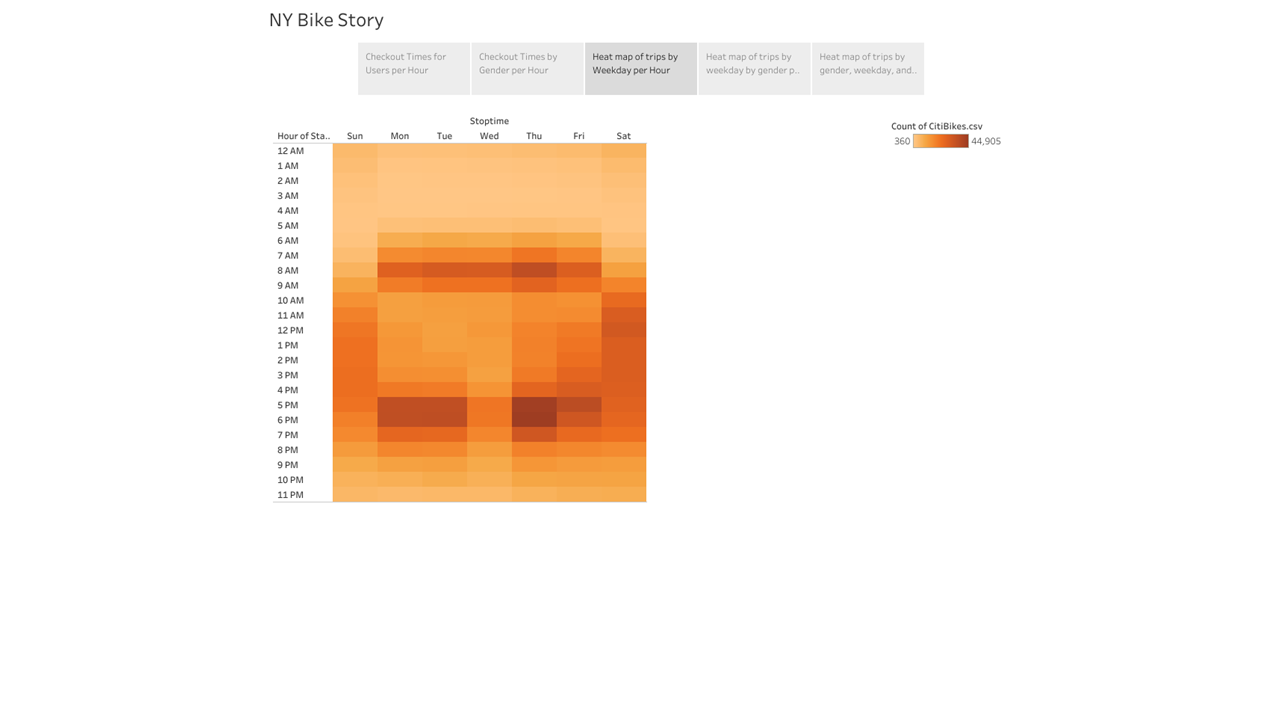 NY Bike Story
Checkout Times for
Users per Hour
Checkout Times by
Gender per Hour
Heat map of trips by
Weekday per Hour
Heat map of trips by
weekday by gender p..
Heat map of trips by
gender, weekday, and..
Stoptime
Hour of Sta.. Sun Mon Tue Wed Thu Fri Sat
12 AM
1 AM
2 AM
3 AM
4 AM
5 AM
6 AM
7 AM
8 AM
9 AM
10 AM
11 AM
12 PM
1 PM
2 PM
3 PM
4 PM
5 PM
6 PM
7 PM
8 PM
9 PM
10 PM
11 PM
Count of CitiBikes.csv
360 44,905